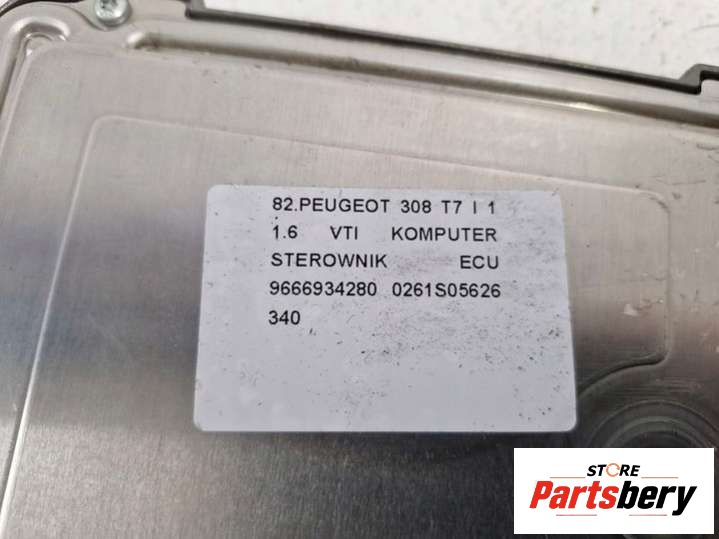 82.PEUGEOT 308 T7 I 1
1.6 VTI KOMPUTER
STEROWNIK ECU
9666934280 0261S05626
340
STORE
Partsbery